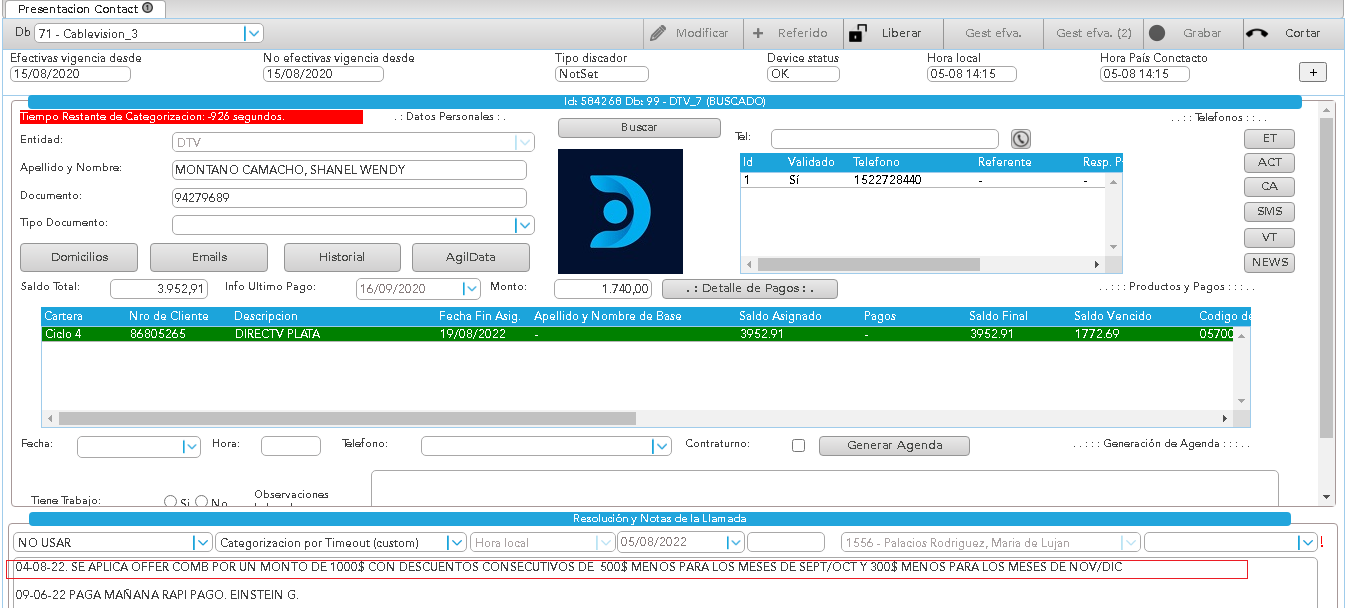 Presentacion Contact 1
Db 71 - Cablevision_3 Modificar + Referido Liberar Gest efva. Gest efva. (2) Grabar Cortar
Efectivas vigencia desde No efectivas vigencia desde Tipo discador Device status Hora local Hora País Conctacto
15/08/2020 15/08/2020 NotSet OK 05-08 14:15 05-08 14:15 +
Id: 584268 Db: 99 - DTV_7 (BUSCADO)
Tiempo Restante de Categorizacion: -926 segundos. . : Datos Personales : . . . : : Telefonos : : . .
Entidad: DTV Buscar Tel: ET
Apellido y Nombre: MONTANO CAMACHO, SHANEL WENDY Id Validado Telefono Referente Resp. P ACT
1 Sí 1522728440 - - CA
Documento: 94279689
SMS
Tipo Documento: VT
Domicilios Emails Historial AgilData NEWS
Saldo Total: 3.952,91 Info Ultimo Pago: 16/09/2020 Monto: 1.740,00 . : Detalle de Pagos : . . . : : : Productos y Pagos : : : . .
Cartera Nro de Cliente Descripcion Fecha Fin Asig. Apellido y Nombre de Base Saldo Asignado Pagos Saldo Final Saldo Vencido Codigo de
Ciclo 4 86805265 DIRECTV PLATA 19/08/2022 - 3952.91 - 3952.91 1772.69 05700
Fecha: Hora: Telefono: Contraturno: Generar Agenda . . : : : Generación de Agenda : : : . .
Tiene Trabajo: Si No Observaciones
Resolución y Notas de la Llamada
NO USAR Categorizacion por Timeout (custom) Hora local 05/08/2022 1556 - Palacios Rodriguez, Maria de Lujan !
04-08-22. SE APLICA OFFER COMB POR UN MONTO DE 1000$ CON DESCUENTOS CONSECUTIVOS DE 500$ MENOS PARA LOS MESES DE SEPT/OCT Y 300$ MENOS PARA LOS MESES DE NOV/DIC
09-06-22 PAGA MAÑANA RAPI PAGO. EINSTEIN G.